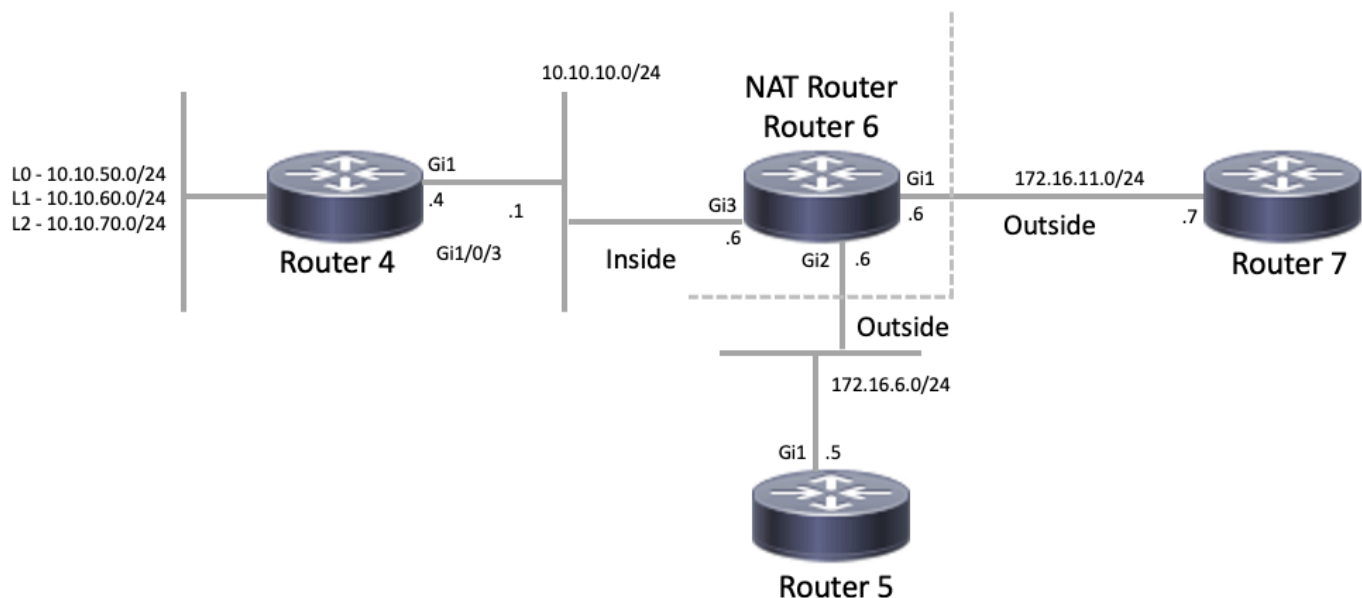 10.10.10.0/24
NAT Router
Router 6
L0 - 10.10.50.0/24
L1 - 10.10.60.0/24
L2 - 10.10.70.0/24
Gi1
.4
.1
Gi1/0/3
Router 4
Inside
Gi3
.6
Gi1
.6
Gi2
.6
172.16.11.0/24
Outside
.7
Router 7
Outside
172.16.6.0/24
Gi1
.5
Router 5